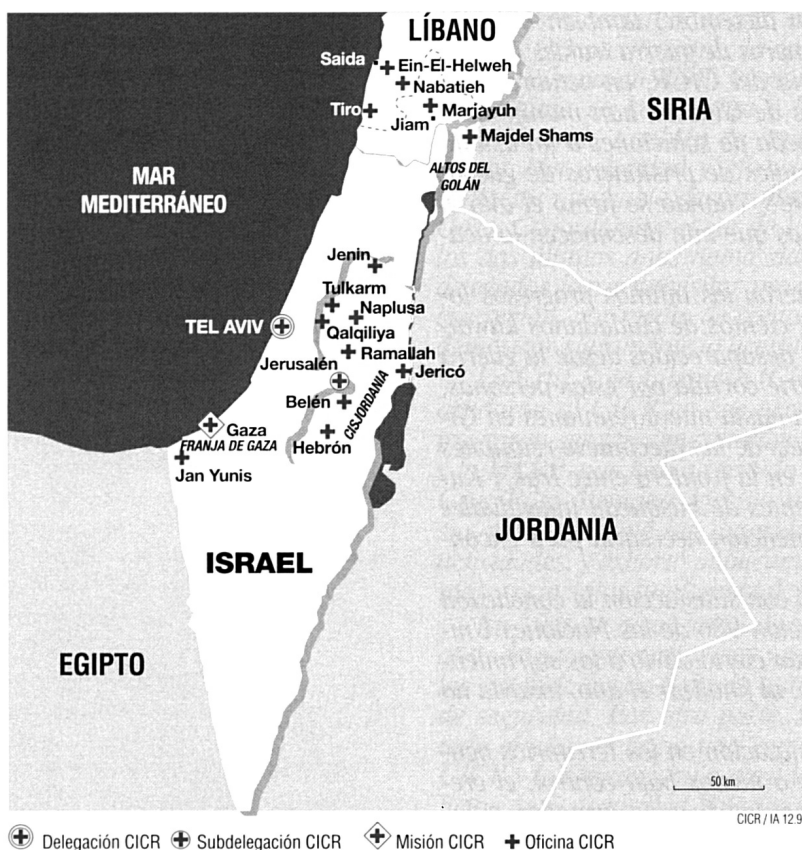 LÍBANO
Saida
Ein-El-Helweh
Nabatieh
Tiro
Marjayuh
Jiam
SIRIA
Majdel Shams
MAR
MEDITERRÁNEO
ALTOS DEL
GOLÁN
Jenin
Tulkarm
Naplusa
TEL AVIV
Qalqiliya
Ramallah
Jerusalén
Jericó
Belén
CISJORDANIA
Gaza
FRANJA DE GAZA
Hebrón
Jan Yunis
JORDANIA
ISRAEL
EGIPTO
50 km
CICR / IA 12.9
Delegación CICR Subdelegación CICR Misión CICR Oficina CICR